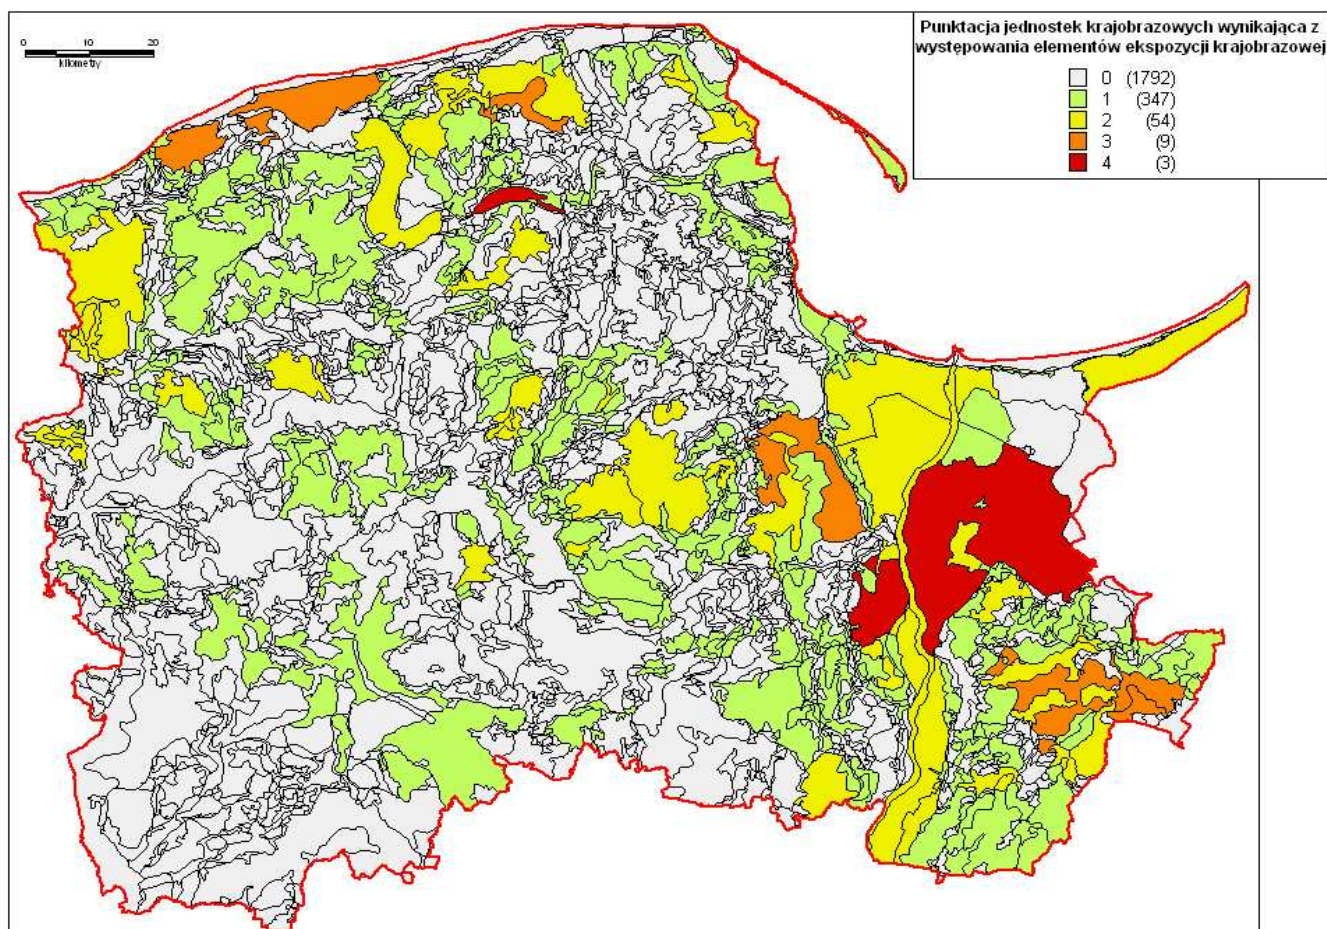 Punktacja jednostek krajobrazowych wynikająca z
występowania elementów ekspozycji krajobrazowej
0 (1792)
1 (347)
2 (54)
3 (9)
4 (3)
0 10 20
kilometry